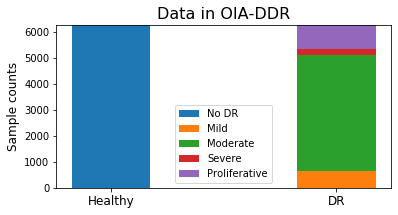 Data in OIA-DDR
Sample counts
6000
5000
4000
3000
2000
1000
0
No DR
Mild
Moderate
Severe
Proliferative
Healthy
DR